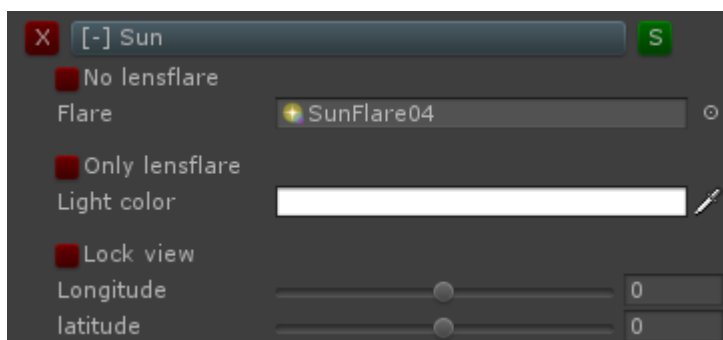 X [-] Sun S
No lensflare
Flare SunFlare04
Only lensflare
Light color
Lock view
Longitude 0
latitude 0